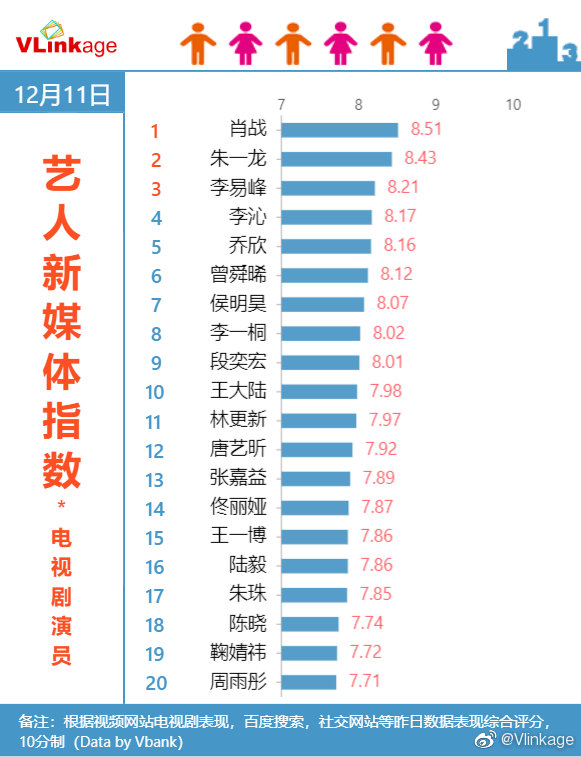 VLinkage
1
2
3
12月11日
艺人新媒体指数
*
电视剧演员
7 8 9 10
1 肖战 8.51
2 朱一龙 8.43
3 李易峰 8.21
4 李沁 8.17
5 乔欣 8.16
6 曾舜晞 8.12
7 侯明昊 8.07
8 李一桐 8.02
9 段奕宏 8.01
10 王大陆 7.98
11 林更新 7.97
12 唐艺昕 7.92
13 张嘉益 7.89
14 佟丽娅 7.87
15 王一博 7.86
16 陆毅 7.86
17 朱珠 7.85
18 陈晓 7.74
19 鞠婧祎 7.72
20 周雨彤 7.71
备注：根据视频网站电视剧表现，百度搜索，社交网站等昨日数据表现综合评分，
10分制（Data by Vbank）
@Vlinkage